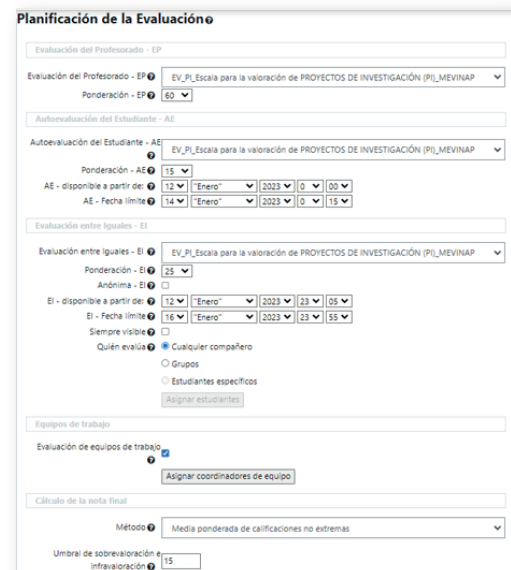 Planificación de la Evaluación
Evaluación del Profesorado - EP
Evaluación del Profesorado - EP EV_PI_Escala para la valoración de PROYECTOS DE INVESTIGACIÓN (PI)_MEVINAP
Ponderación - EP 60
Autoevaluación del Estudiante - AE
Autoevaluación del Estudiante - AE EV_PI_Escala para la valoración de PROYECTOS DE INVESTIGACIÓN (PI)_MEVINAP
Ponderación - AE 15
AE - disponible a partir de: 12 "Enero" 2023 0 00
AE - Fecha límite 14 "Enero" 2023 0 15
Evaluación entre Iguales - EI
Evaluación entre Iguales - EI EV_PI_Escala para la valoración de PROYECTOS DE INVESTIGACIÓN (PI)_MEVINAP
Ponderación - EI 25
Anónima - EI
EI - disponible a partir de: 12 "Enero" 2023 23 05
EI - Fecha límite 16 "Enero" 2023 23 55
Siempre visible
Quién evalúa Cualquier compañero
Grupos
Estudiantes específicos
Asignar estudiantes
Equipos de trabajo
Evaluación de equipos de trabajo
Asignar coordinadores de equipo
Cálculo de la nota final
Método Media ponderada de calificaciones no extremas
Umbral de sobrevaloración e
infravaloración 15